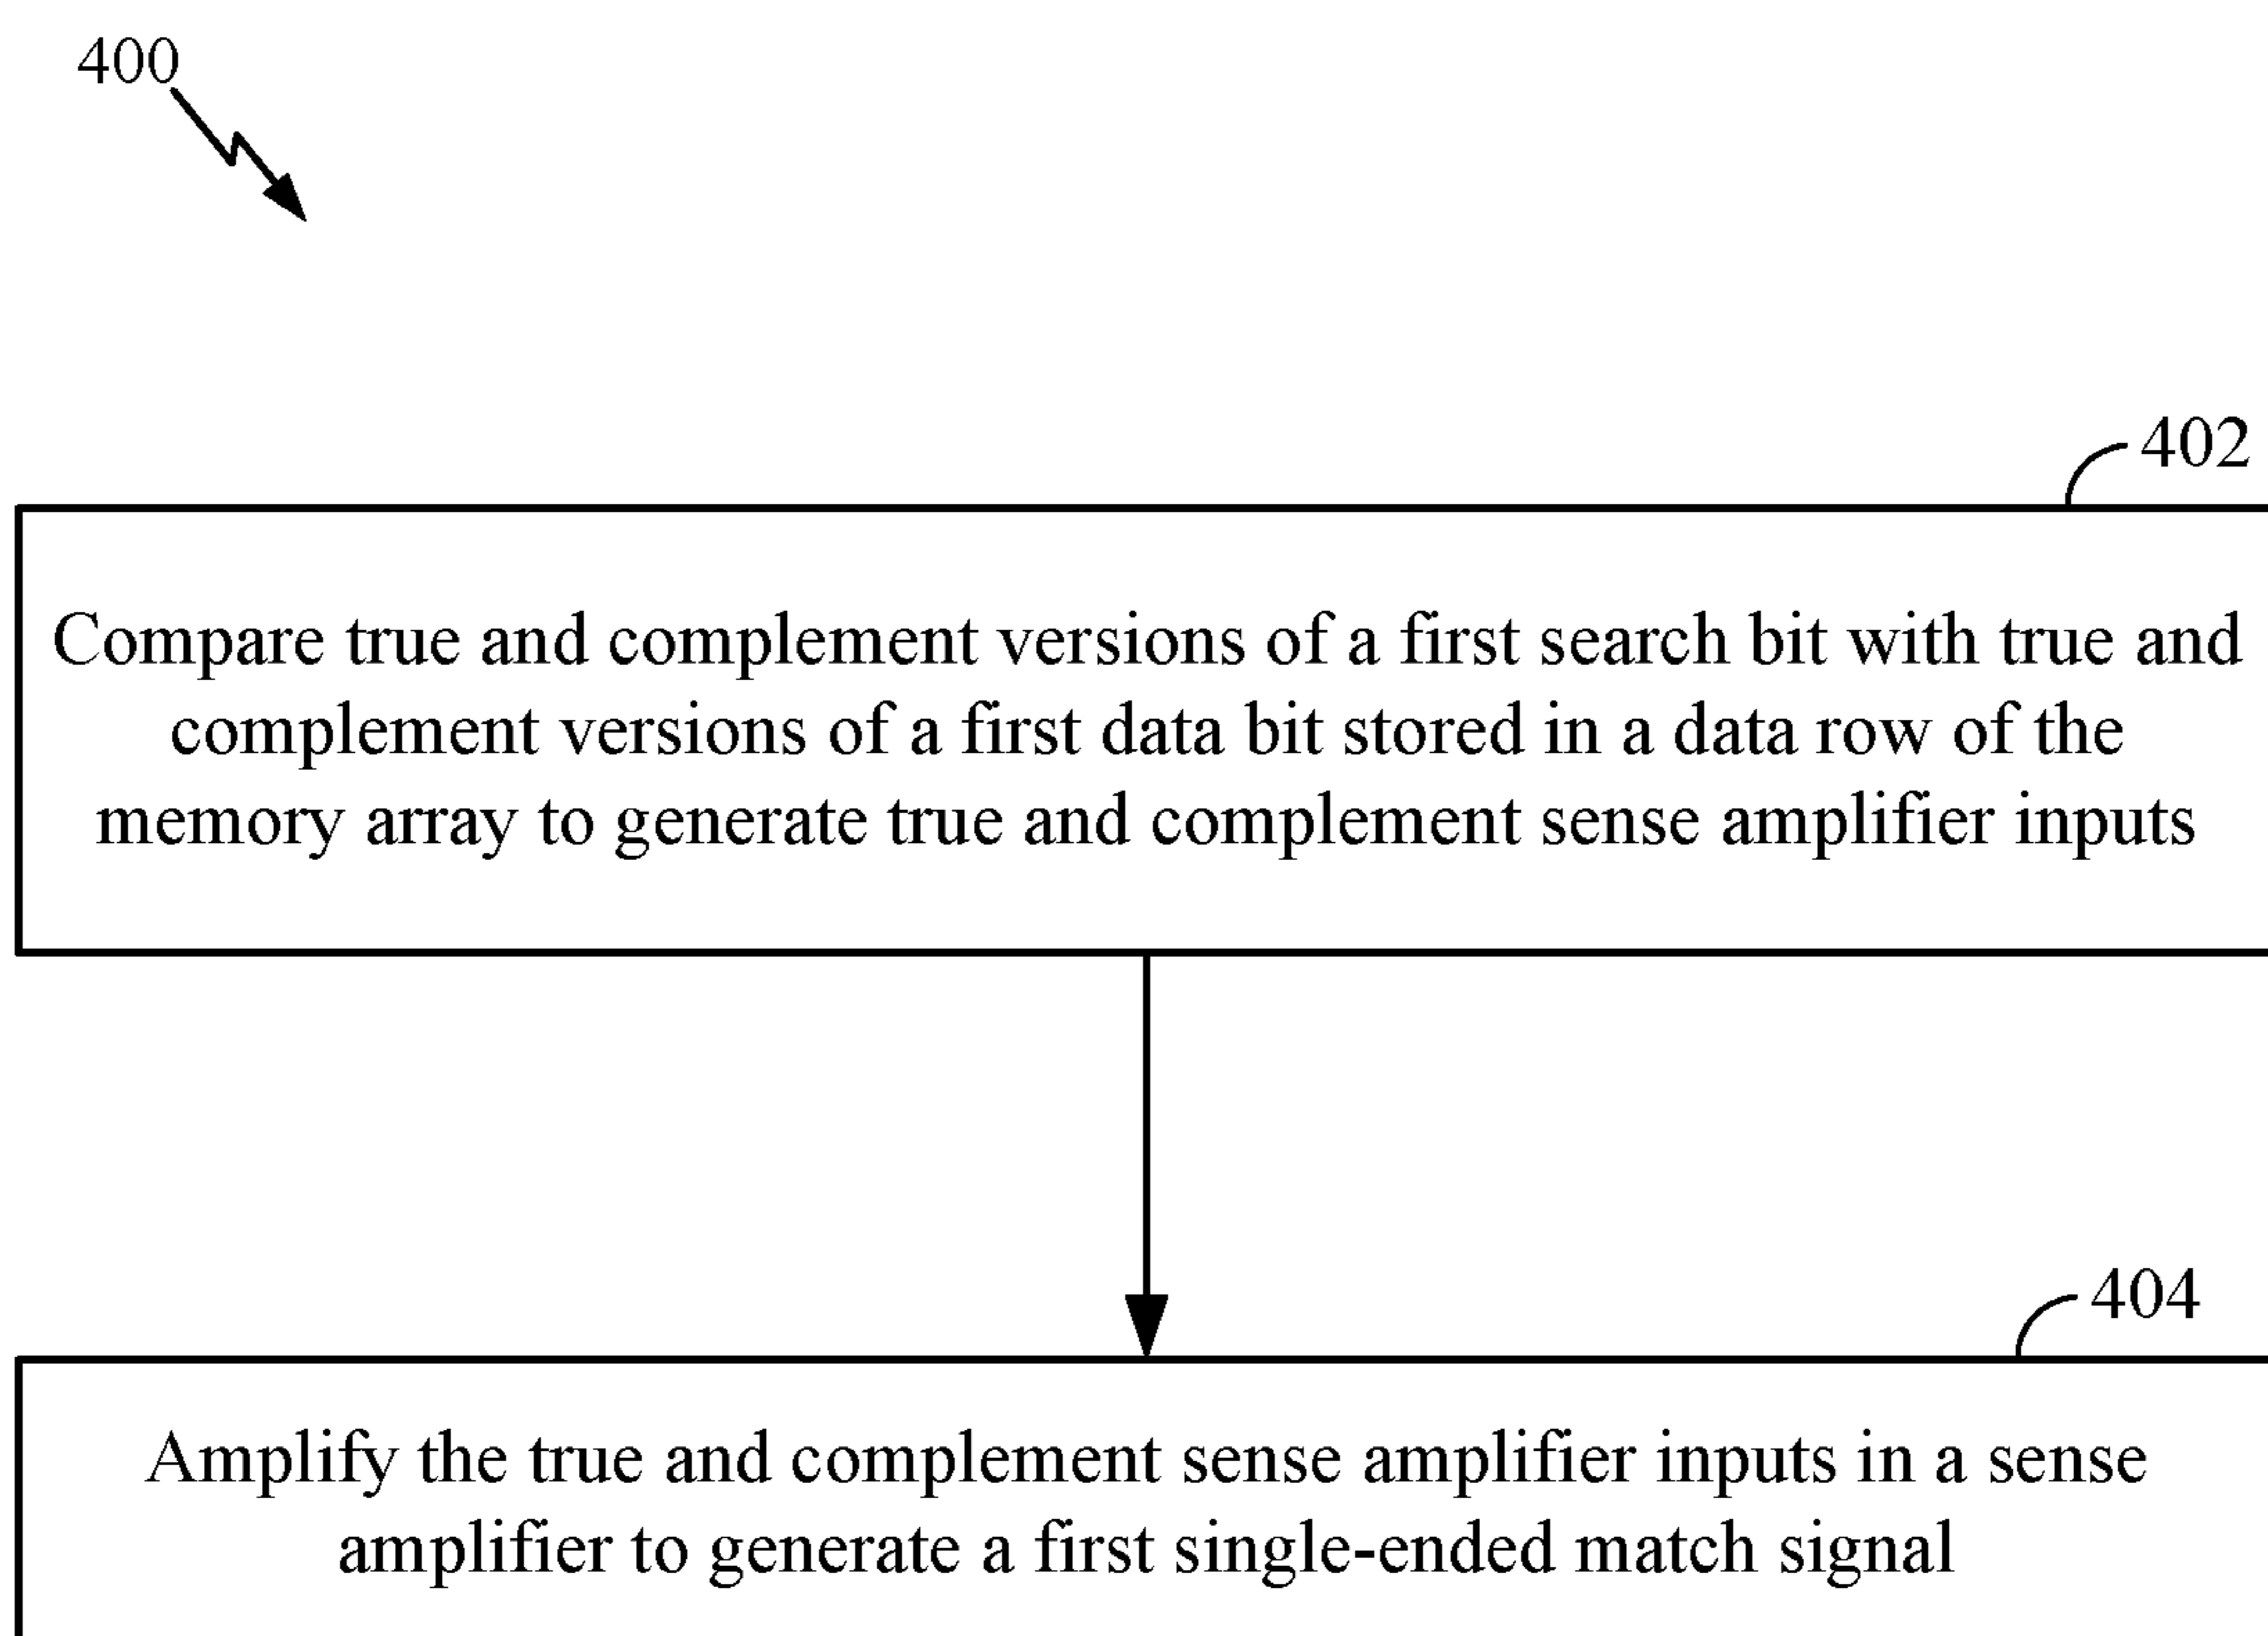 400
402
Compare true and complement versions of a first search bit with true and
complement versions of a first data bit stored in a data row of the
memory array to generate true and complement sense amplifier inputs
404
Amplify the true and complement sense amplifier inputs in a sense
amplifier to generate a first single-ended match signal